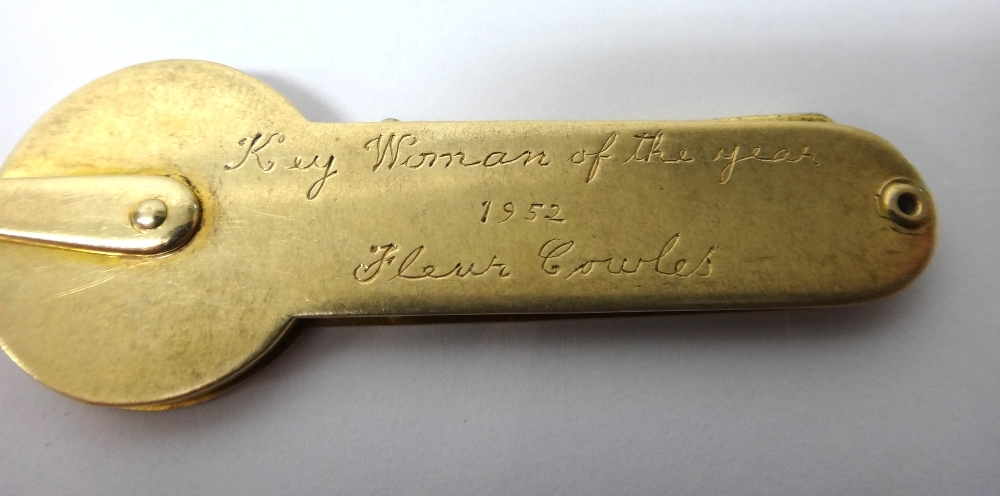 Key Woman of the year
1952
Fleur Cowles